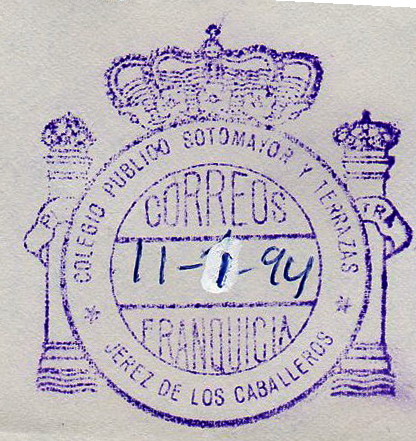 COLEGIO PUBLICO SOTOMAYOR Y TERRAZAS
CORREOS
11-1-94
FRANQUICIA
* JEREZ DE LOS CABALLEROS *